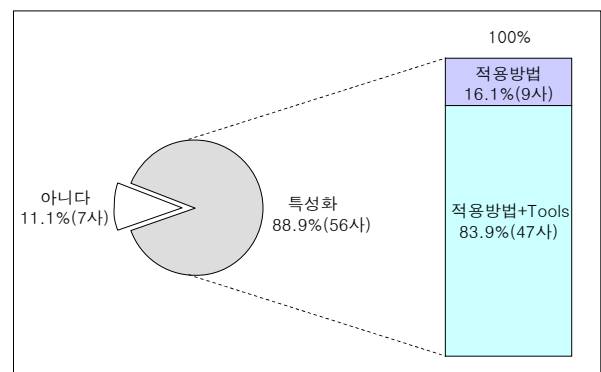 100%
적용방법
16.1%(9사)
아니다
11.1%(7사)
특성화
88.9%(56사)
적용방법+Tools
83.9%(47사)